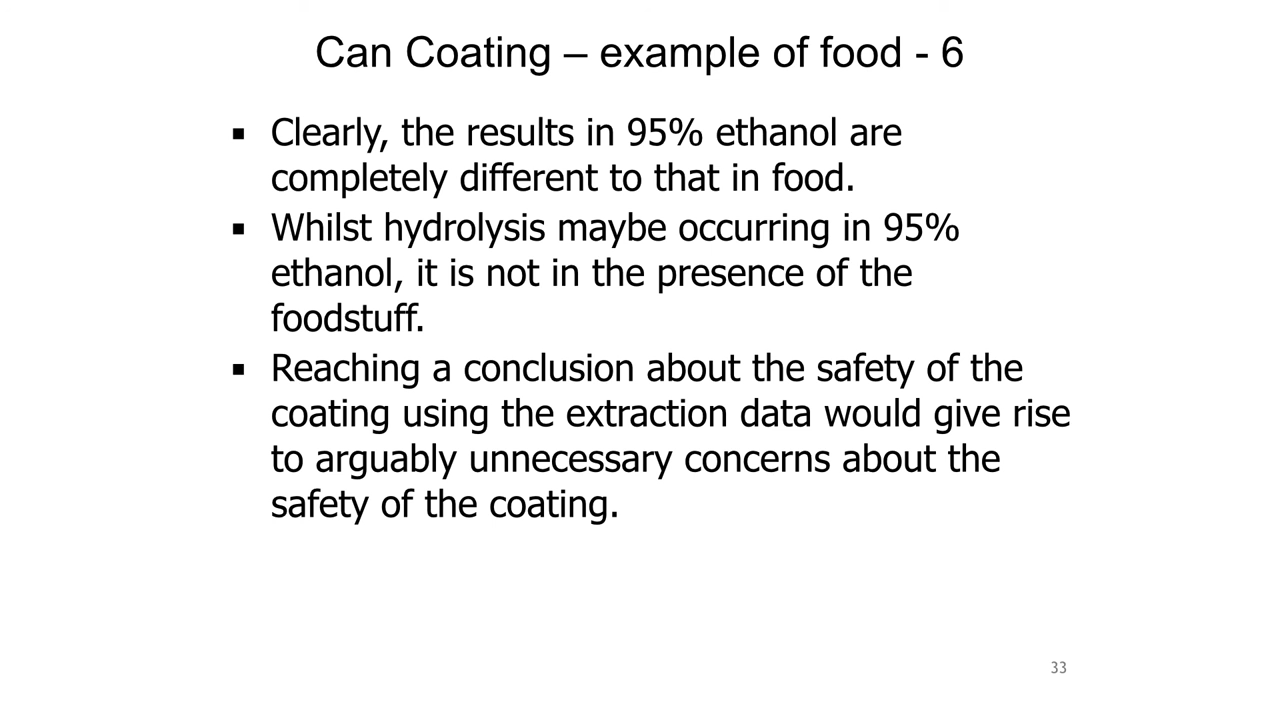 Can Coating – example of food - 6
▪ Clearly, the results in 95% ethanol are
completely different to that in food.
▪ Whilst hydrolysis maybe occurring in 95%
ethanol, it is not in the presence of the
foodstuff.
▪ Reaching a conclusion about the safety of the
coating using the extraction data would give rise
to arguably unnecessary concerns about the
safety of the coating.
33